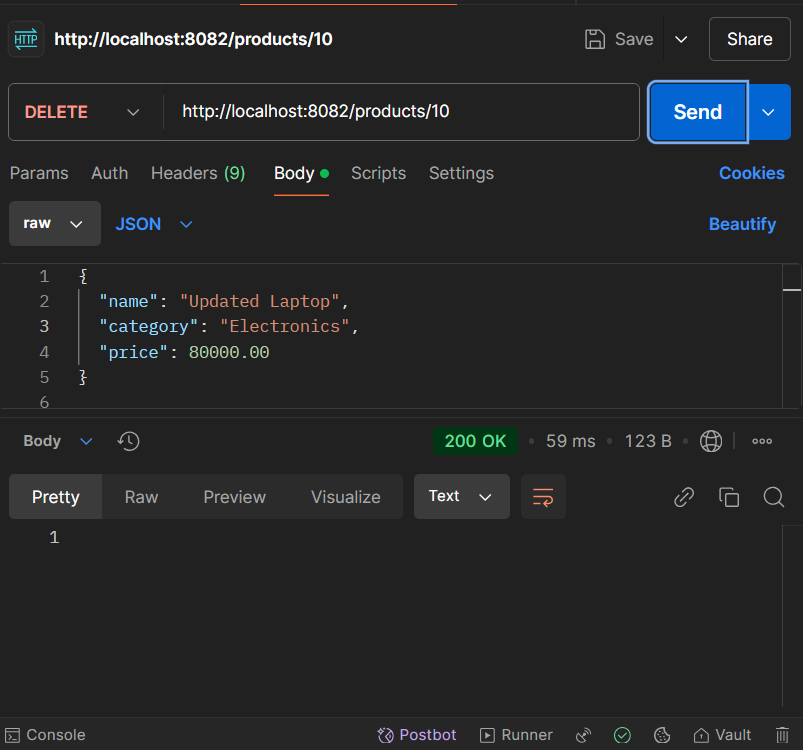 HTTP http://localhost:8082/products/10 Save Share
DELETE http://localhost:8082/products/10 Send
Params Auth Headers (9) Body Scripts Settings Cookies
raw JSON Beautify
1 {
2 "name": "Updated Laptop",
3 "category": "Electronics",
4 "price": 80000.00
5 }
6
Body 200 OK 59 ms 123 B
Pretty Raw Preview Visualize Text
1
Console Postbot Runner Vault